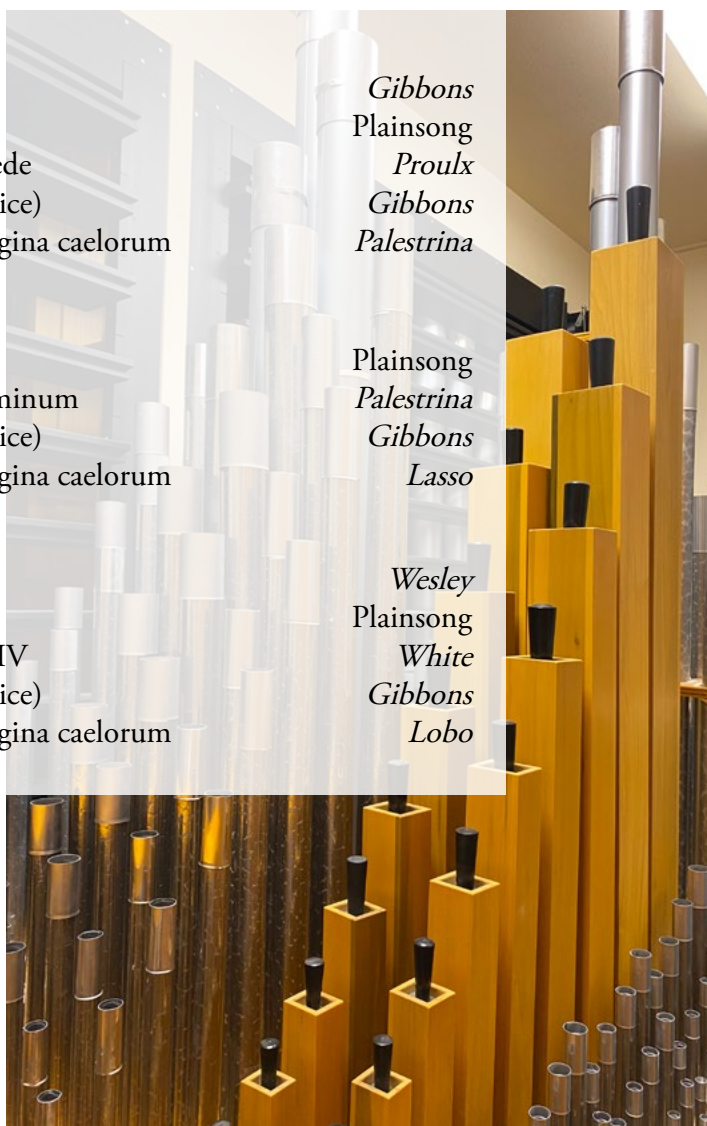 Gibbons
Plainsong
ede Proulx
ice) Gibbons
gina caelorum Palestrina
Plainsong
minum Palestrina
ice) Gibbons
gina caelorum Lasso
Wesley
Plainsong
IV White
ice) Gibbons
gina caelorum Lobo